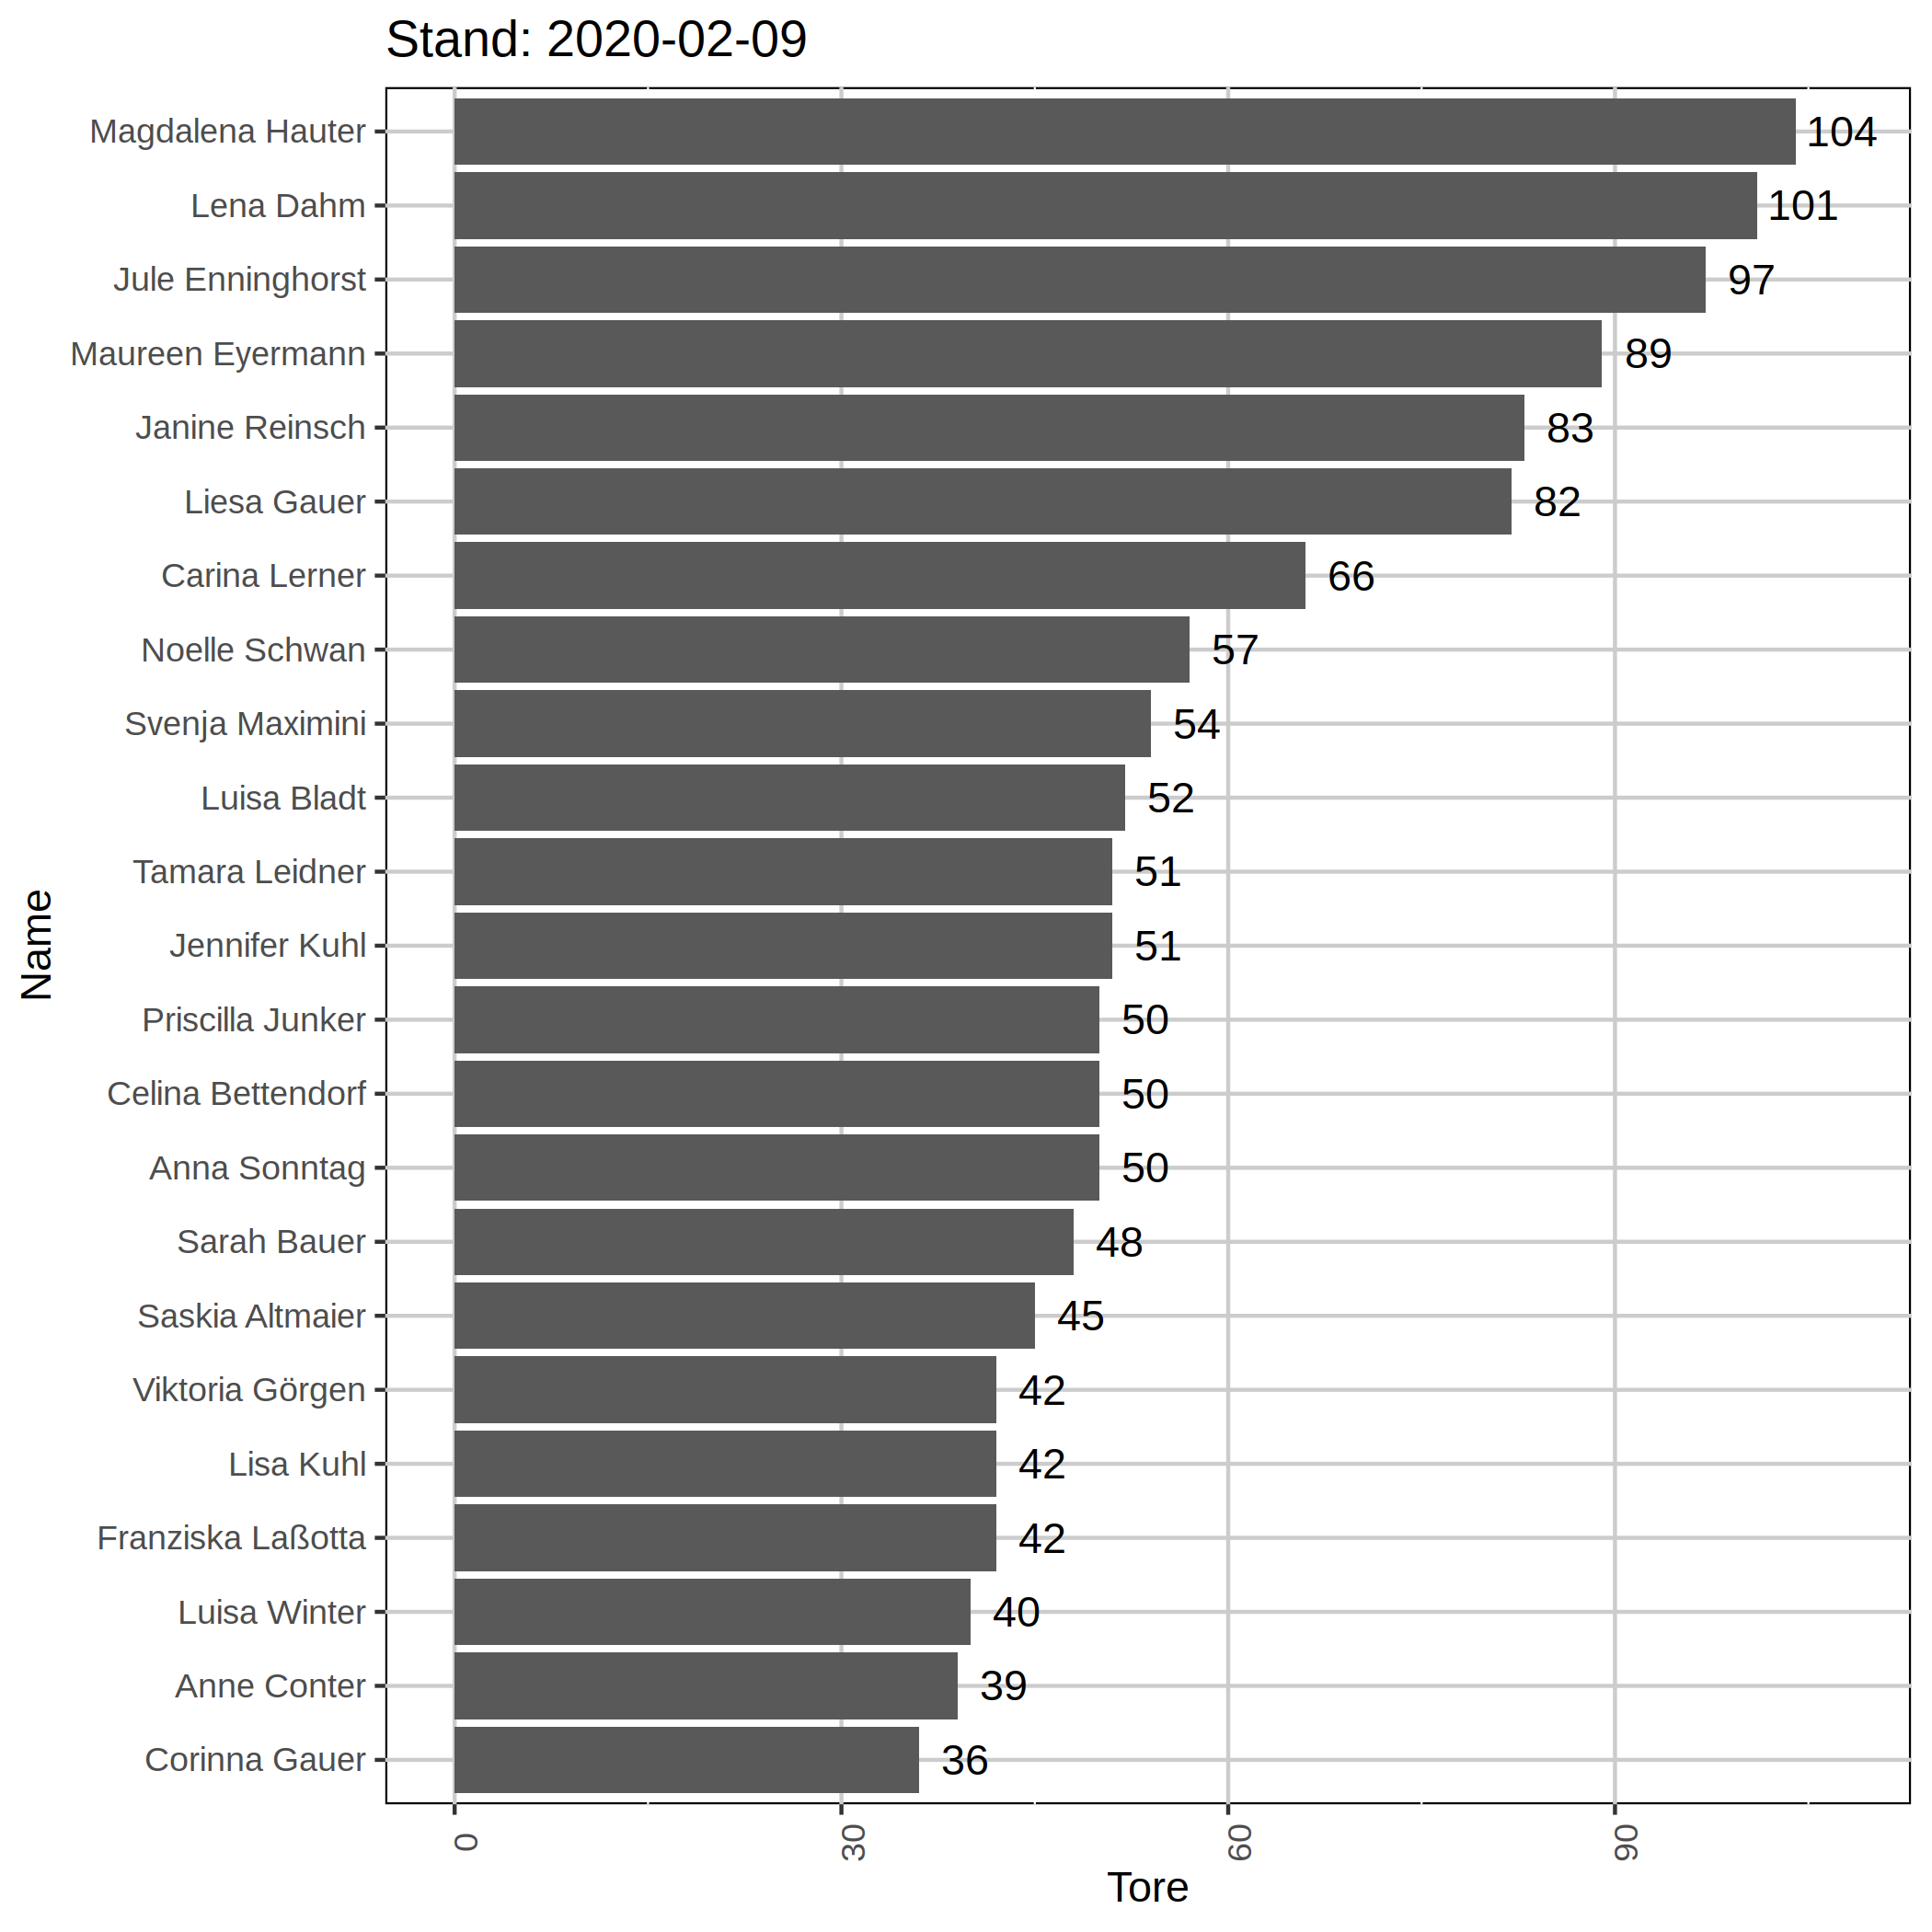 Stand: 2020-02-09
Magdalena Hauter 104
Lena Dahm 101
Jule Enninghorst 97
Maureen Eyermann 89
Janine Reinsch 83
Liesa Gauer 82
Carina Lerner 66
Noelle Schwan 57
Svenja Maximini 54
Luisa Bladt 52
Tamara Leidner 51
Jennifer Kuhl 51
Priscilla Junker 50
Celina Bettendorf 50
Anna Sonntag 50
Sarah Bauer 48
Saskia Altmaier 45
Viktoria Görgen 42
Lisa Kuhl 42
Franziska Laßotta 42
Luisa Winter 40
Anne Conter 39
Corinna Gauer 36
Name
0 30 60 90
Tore